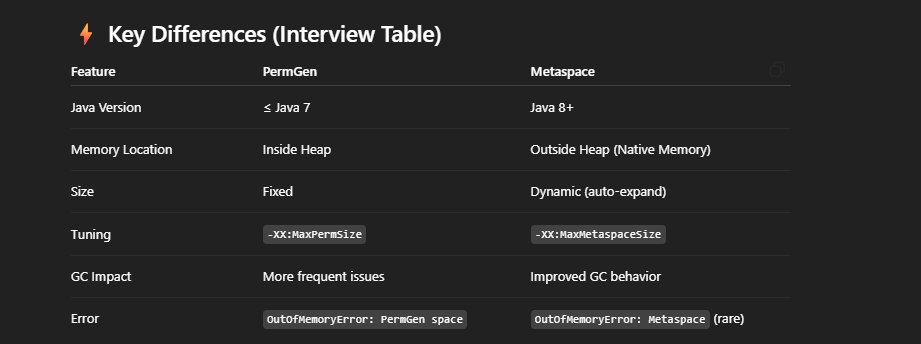 ⚡ Key Differences (Interview Table)
Feature PermGen Metaspace
Java Version ≤ Java 7 Java 8+
Memory Location Inside Heap Outside Heap (Native Memory)
Size Fixed Dynamic (auto-expand)
Tuning -XX:MaxPermSize -XX:MaxMetaspaceSize
GC Impact More frequent issues Improved GC behavior
Error OutOfMemoryError: PermGen space OutOfMemoryError: Metaspace (rare)